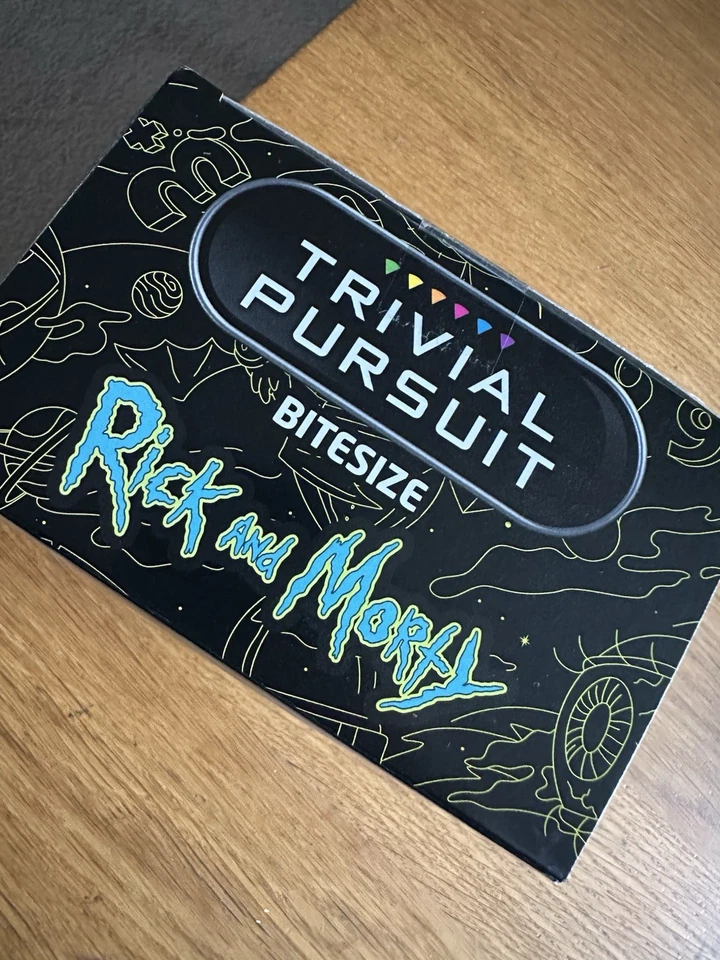 TRIVIAL
PURSUIT
BITESIZE
Rick AND Morty